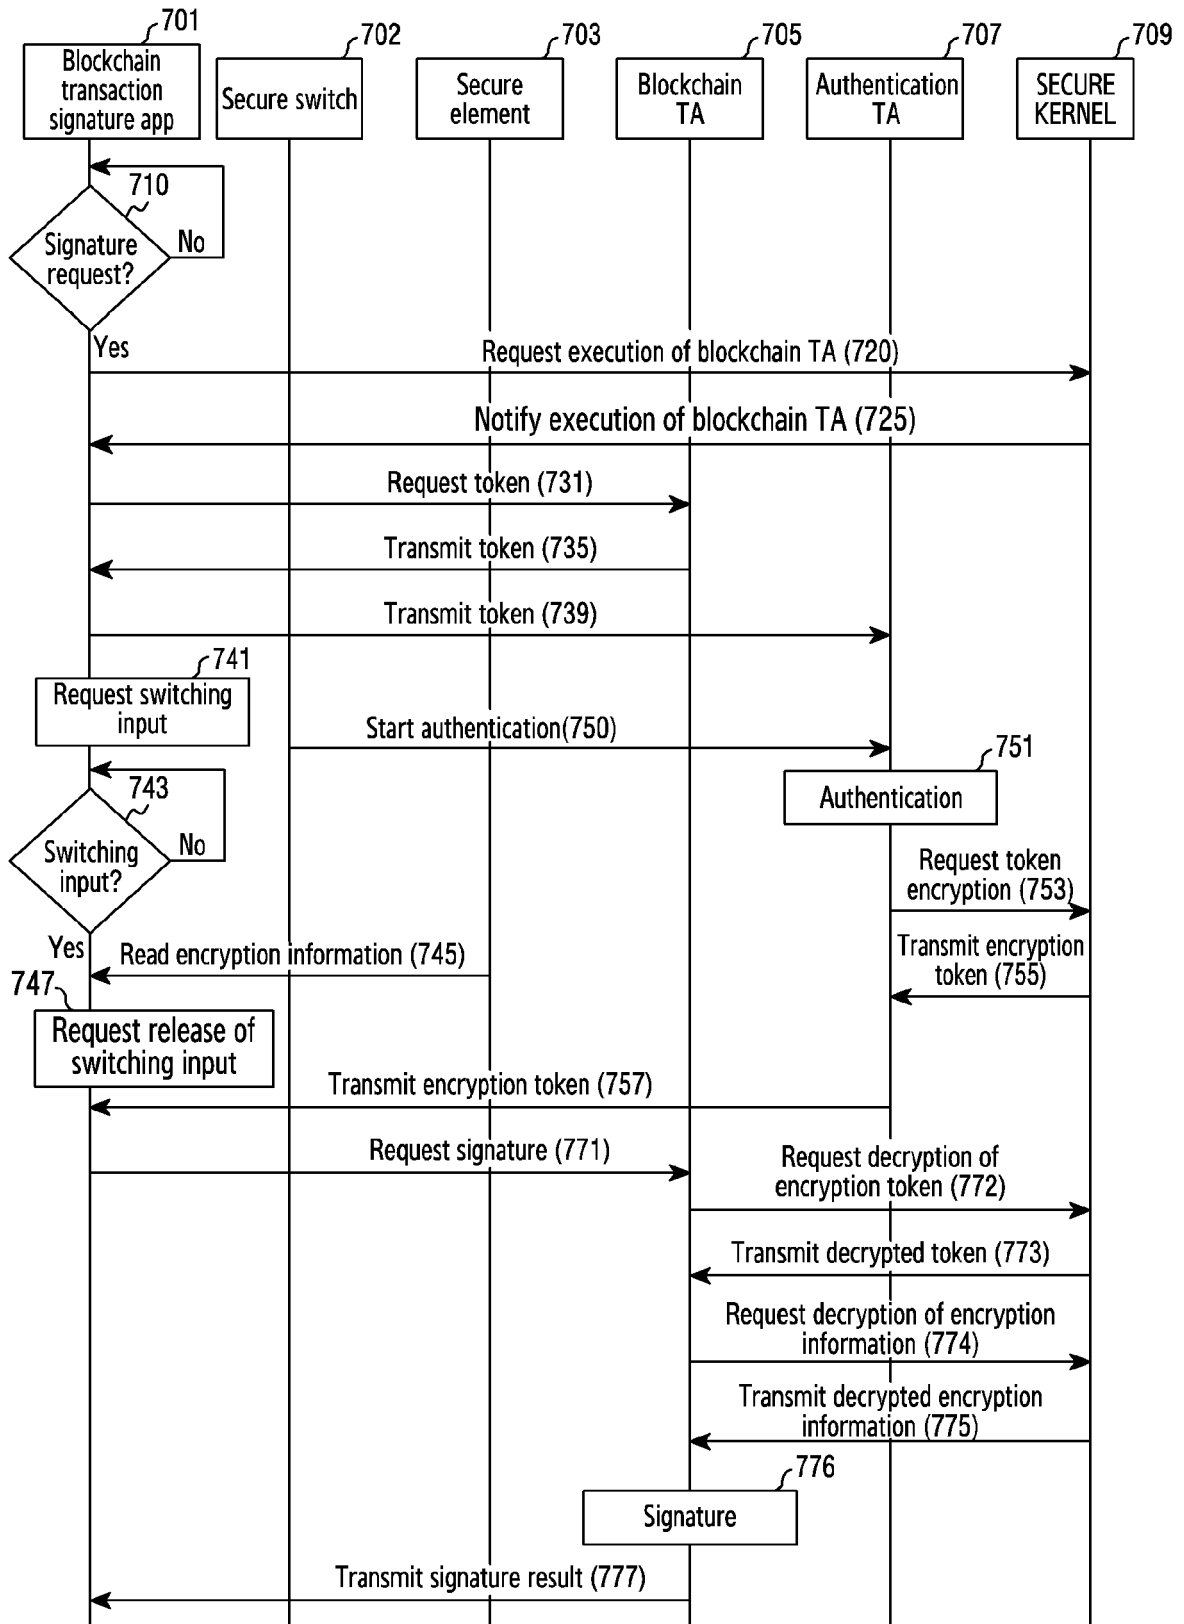 701
702
703
705
707
709
Blockchain
transaction
signature app
Secure switch
Secure
element
Blockchain
TA
Authentication
TA
SECURE
KERNEL
710
Signature
request?
No
Yes
Request execution of blockchain TA (720)
Notify execution of blockchain TA (725)
Request token (731)
Transmit token (735)
Transmit token (739)
741
Request switching
input
Start authentication(750)
751
Authentication
743
Switching
input?
No
Yes
Request token
encryption (753)
Read encryption information (745)
Transmit encryption
token (755)
747
Request release of
switching input
Transmit encryption token (757)
Request signature (771)
Request decryption of
encryption token (772)
Transmit decrypted token (773)
Request decryption of encryption
information (774)
Transmit decrypted encryption
information (775)
776
Signature
Transmit signature result (777)